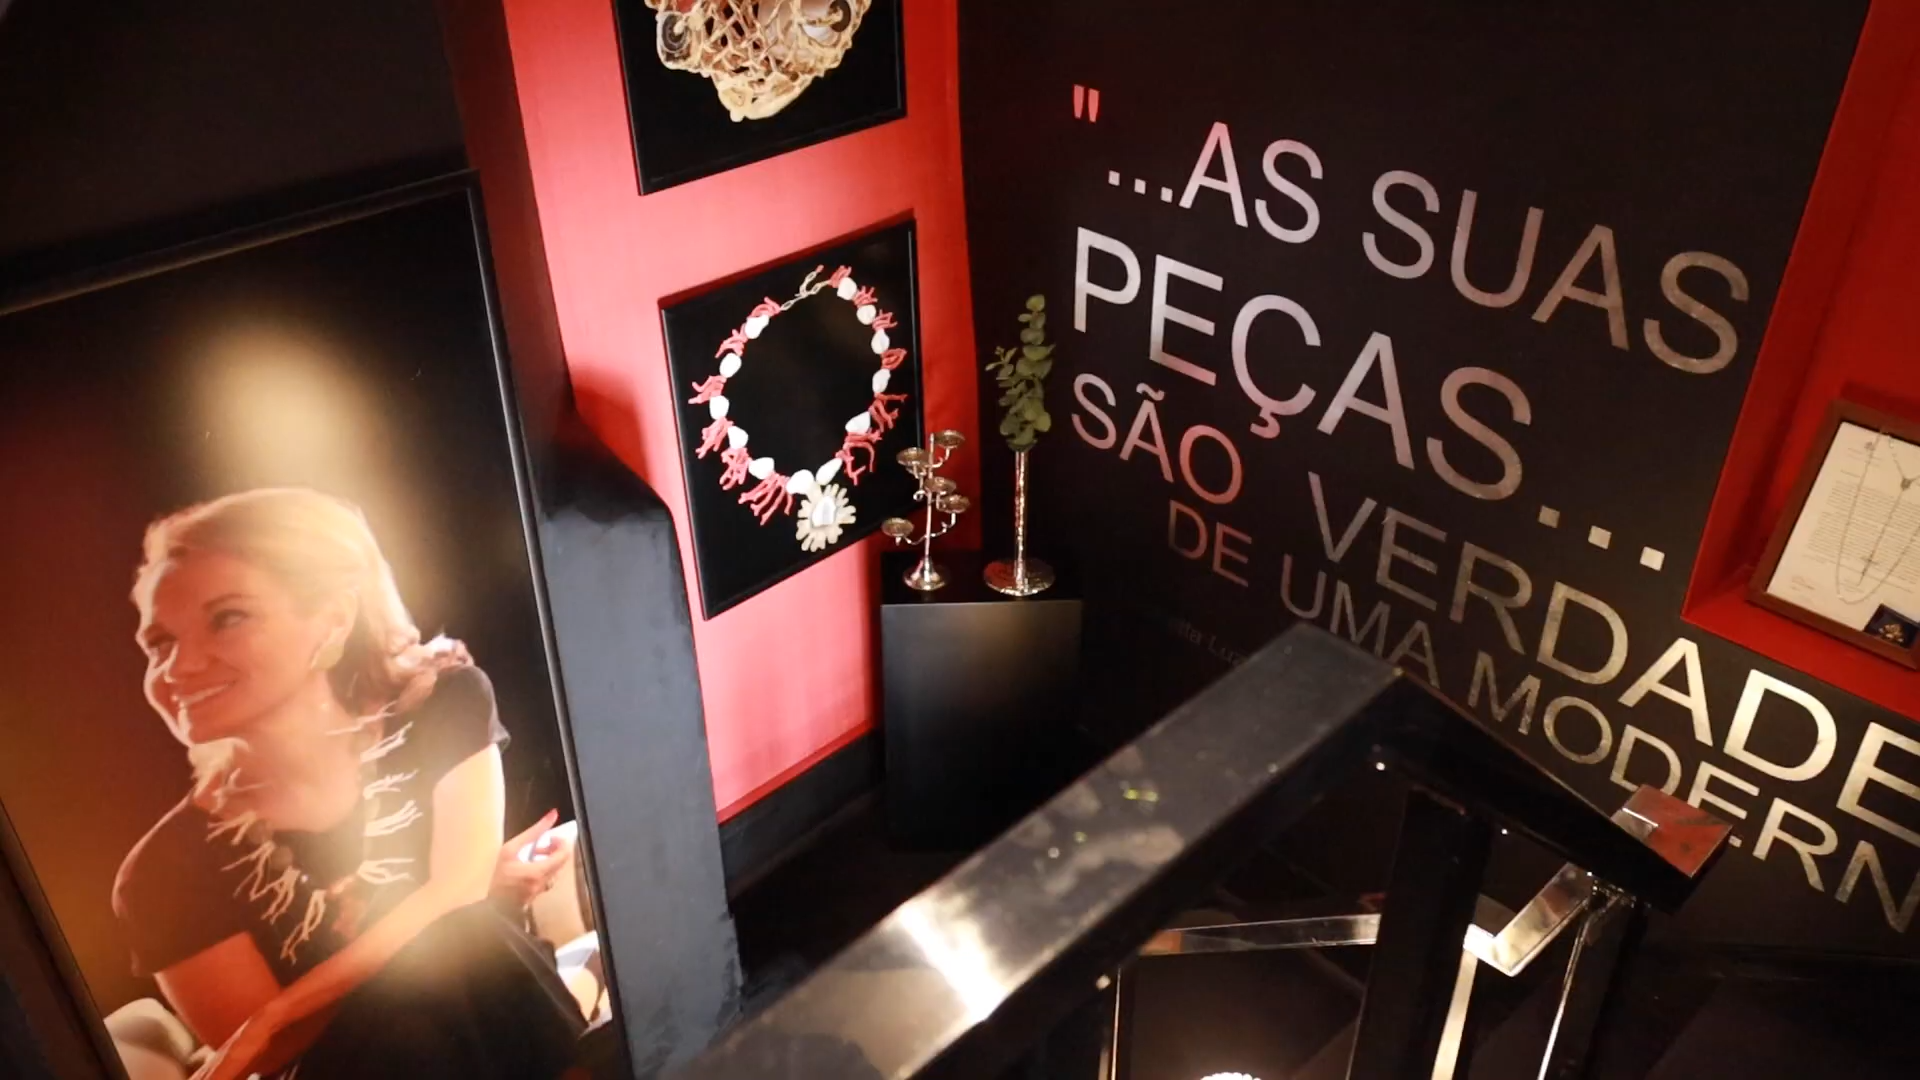 "
...AS SUAS
PEÇAS...
SÃO VERDADE
DE UMA MODERN